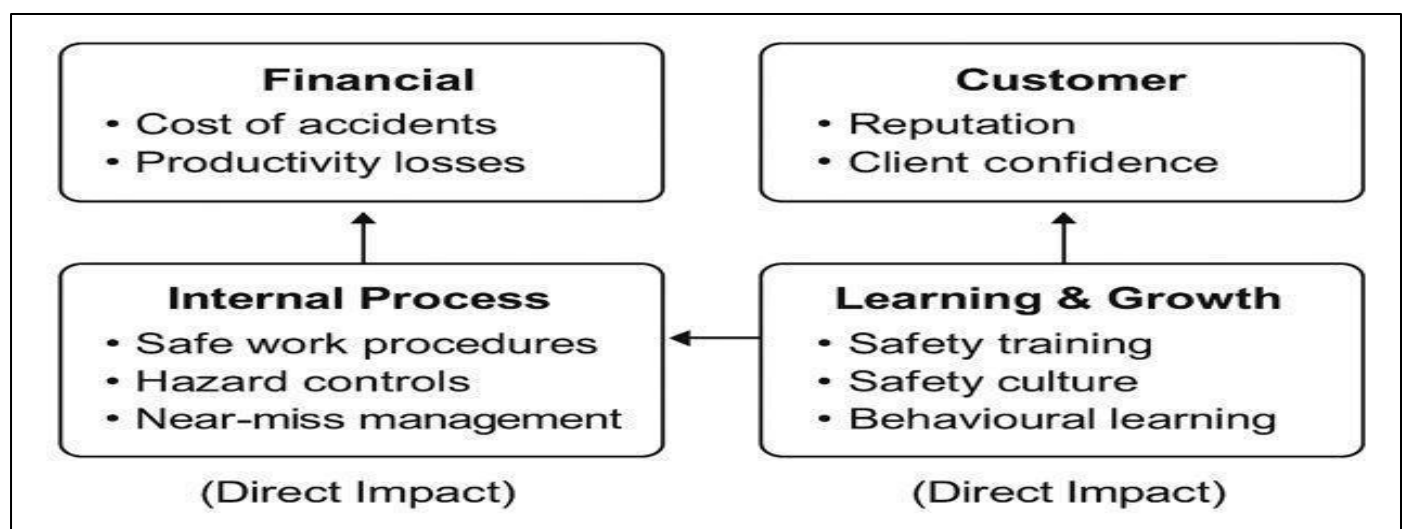 Financial
• Cost of accidents
• Productivity losses
Customer
• Reputation
• Client confidence
Internal Process
• Safe work procedures
• Hazard controls
• Near-miss management
(Direct Impact)
Learning & Growth
• Safety training
• Safety culture
• Behavioural learning
(Direct Impact)